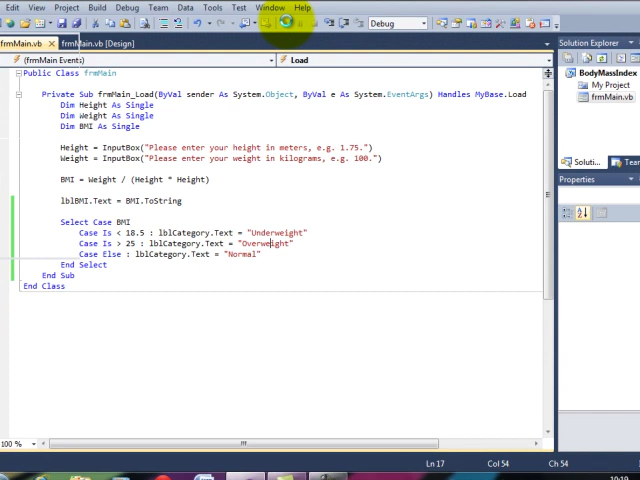 Edit View Project Build Debug Team Data Tools Test Window Help
Debug
frmMain.vb frmMain.vb [Design]
(frmMain Events) Load
Public Class frmMain
Private Sub frmMain_Load(ByVal sender As System.Object, ByVal e As System.EventArgs) Handles MyBase.Load
Dim Height As Single
Dim Weight As Single
Dim BMI As Single
Height = InputBox("Please enter your height in meters, e.g. 1.75.")
Weight = InputBox("Please enter your weight in kilograms, e.g. 100.")
BMI = Weight / (Height * Height)
lblBMI.Text = BMI.ToString
Select Case BMI
Case Is < 18.5 : lblCategory.Text = "Underweight"
Case Is > 25 : lblCategory.Text = "Overweight"
Case Else : lblCategory.Text = "Normal"
End Select
End Sub
End Class
Solution Explorer
BodyMassIndex
My Project
frmMain.vb
Soluti... Team
Properties
100 %
Ln 17 Col 54 Ch 54
10:19